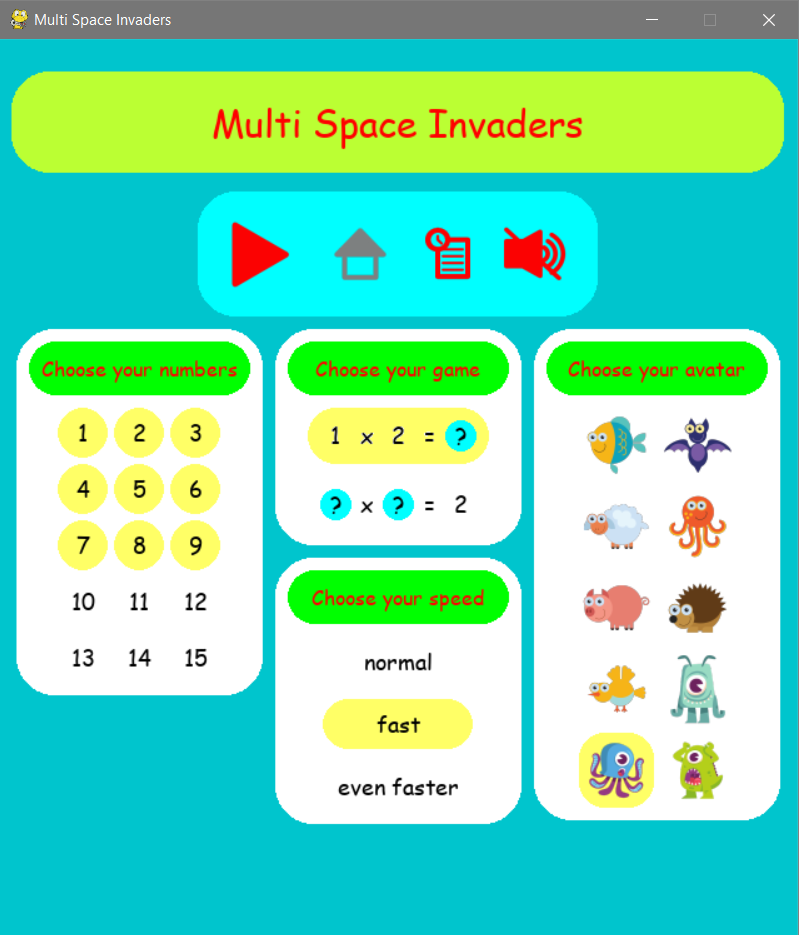 Multi Space Invaders
Multi Space Invaders
Choose your numbers
1 2 3
4 5 6
7 8 9
10 11 12
13 14 15
Choose your game
1 x 2 = ?
? x ? = 2
Choose your speed
normal
fast
even faster
Choose your avatar